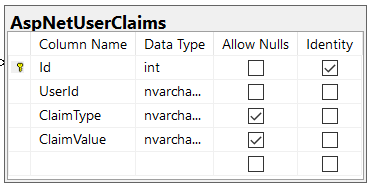 AspNetUserClaims
Column Name Data Type Allow Nulls Identity
Id int
UserId nvarcha...
ClaimType nvarcha...
ClaimValue nvarcha...